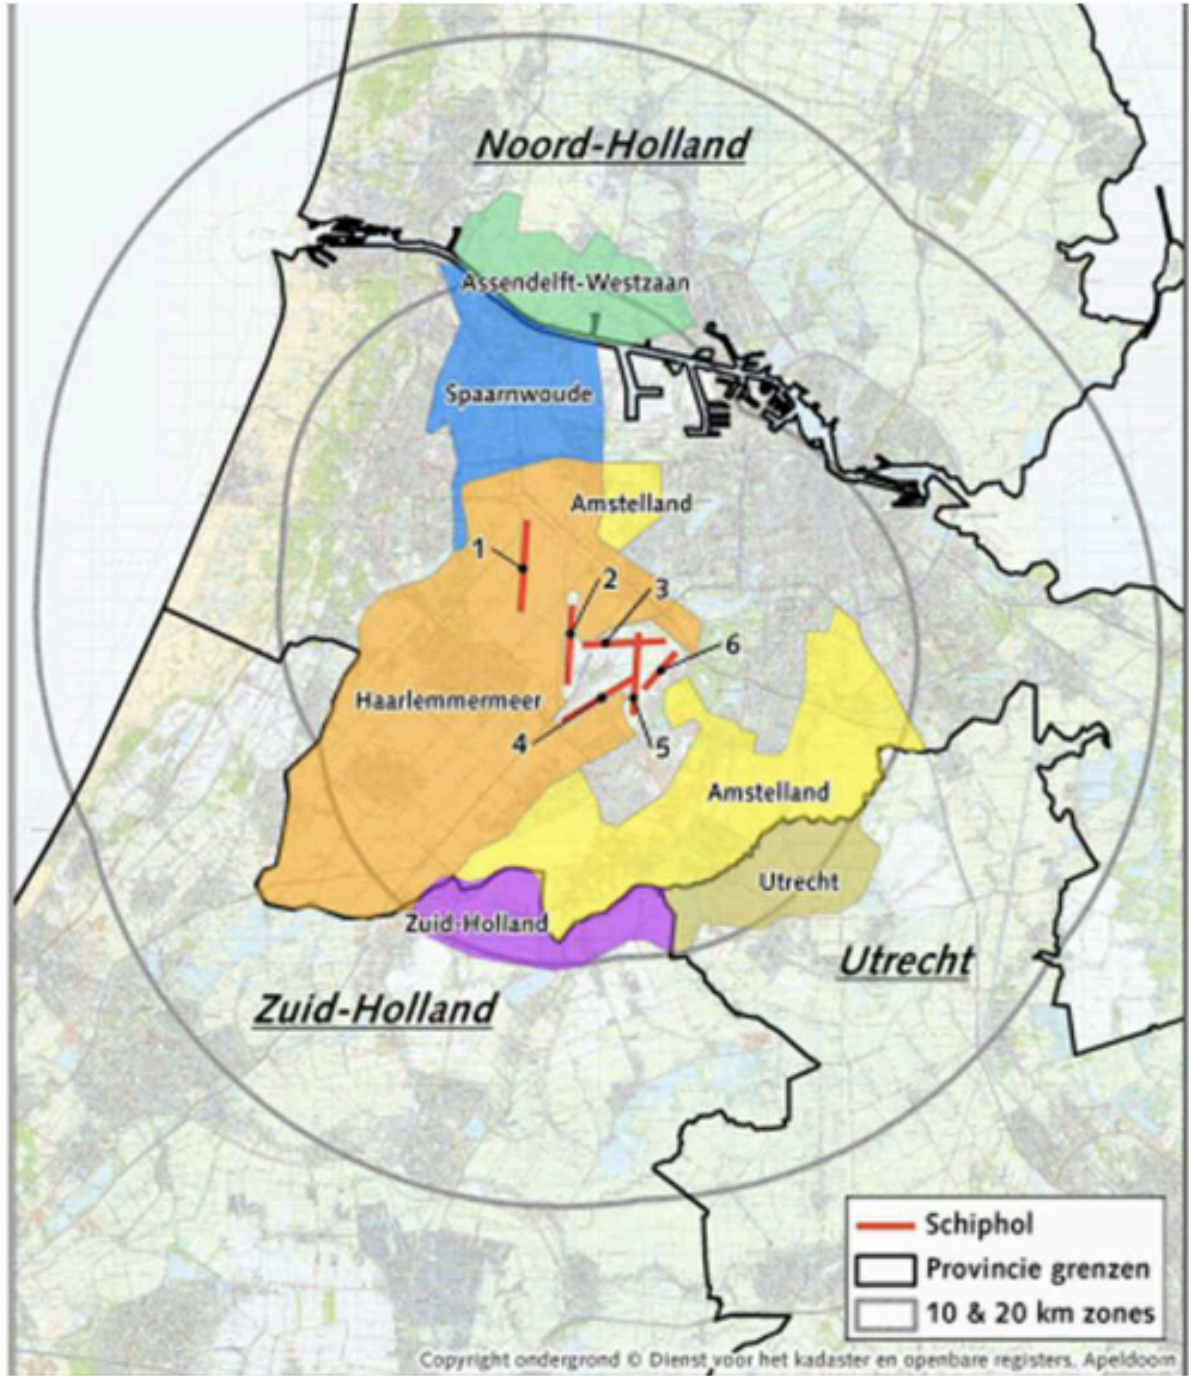 Noord-Holland
Assendelft-Westzaan
Spaarnwoude
Amstelland
1
2
3
6
Haarlemmermeer
4
5
Amstelland
Utrecht
Zuid-Holland
Utrecht
Zuid-Holland
Schiphol
Provincie grenzen
10 & 20 km zones
Copyright ondergrond © Dienst voor het kadaster en openbare registers. Apeldoorn